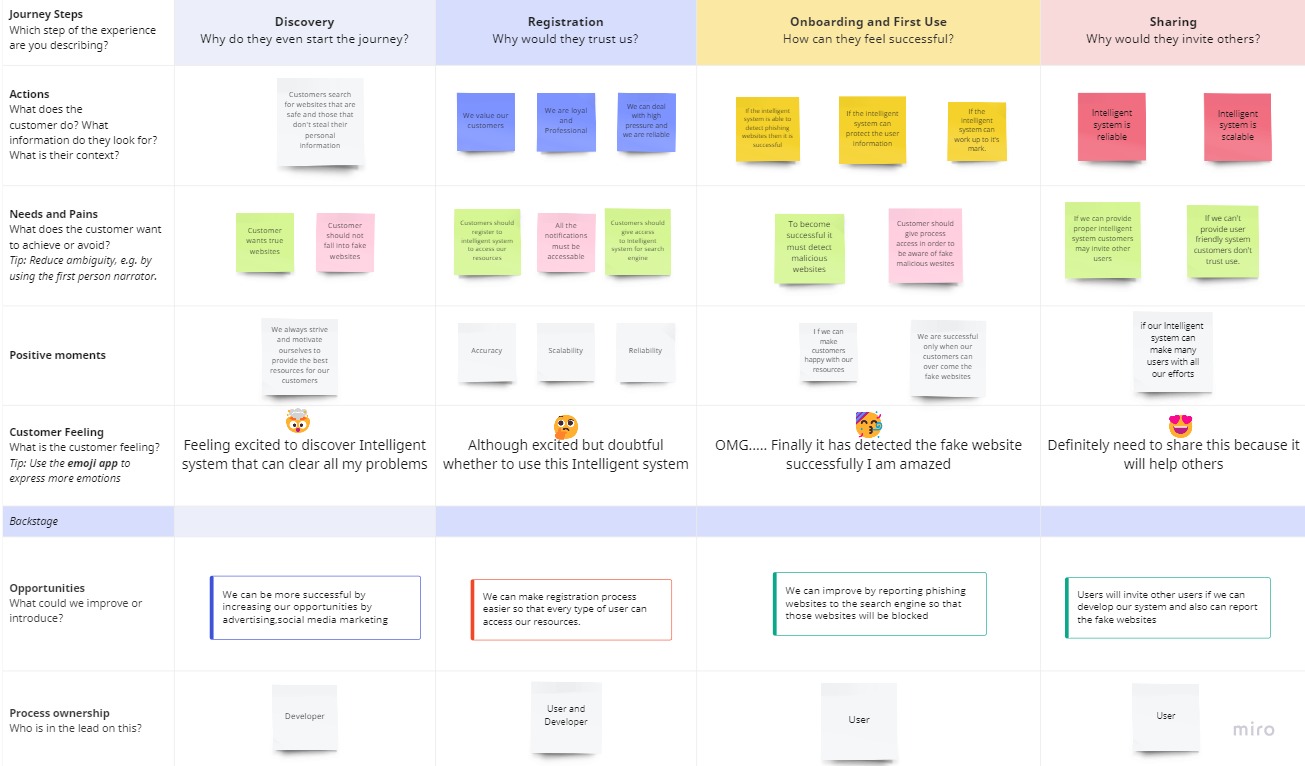 Journey Steps
Which step of the experience
are you describing?
Discovery
Why do they even start the journey?
Registration
Why would they trust us?
Onboarding and First Use
How can they feel successful?
Sharing
Why would they invite others?
Actions
What does the
customer do? What
information do they look for?
What is their context?
Customers search
for websites that are
safe and those that
don't steal their
personal
information
We value our
customers
We are loyal
and
Professional
We can deal
with high
pressure and
we are reliable
If the intelligent
system is able to
detect phishing
websites then it is
successful
If the intelligent
system can
protect the user
information
If the
intelligent
system can
work up to it's
mark.
Intelligent
system is
reliable
Intelligent
system is
scalable
Needs and Pains
What does the customer want
to achieve or avoid?
Tip: Reduce ambiguity, e.g. by
using the first person narrator.
Customer
wants true
websites
Customer
should not
fall into fake
websites
Customers should
register to
intelligent system
to access our
resources
All the
notifications
must be
accessable
Customers should
give access
to Intelligent
system for search
engine
To become
successful it
must detect
malicious
websites
Customer should
give process
access in order to
be aware of fake
malicious wesites
If we can provide
proper intelligent
system customers
may invite other
users
If we can't
provide user
friendly system
customers don't
trust use.
Positive moments
We always strive
and motivate
ourselves to
provide the best
resources for our
customers
Accuracy
Scalability
Reliability
I f we can
make
customers
happy with our
resources
We are successful
only when our
customers can
over come the
fake websites
if our Intelligent
system can
make many
users with all
our efforts
Customer Feeling
What is the customer feeling?
Tip: Use the emoji app to
express more emotions
Feeling excited to discover Intelligent
system that can clear all my problems
Although excited but doubtful
whether to use this Intelligent system
OMG..... Finally it has detected the fake website
successfully I am amazed
Definitely need to share this because it
will help others
Backstage
Opportunities
What could we improve or
introduce?
We can be more successful by
increasing our opportunities by
advertising,social media marketing
We can make registration process
easier so that every type of user can
access our resources.
We can improve by reporting phishing
websites to the search engine so that
those websites will be blocked
Users will invite other users if we can
develop our system and also can report
the fake websites
Process ownership
Who is in the lead on this?
Developer
User and
Developer
User
User
miro